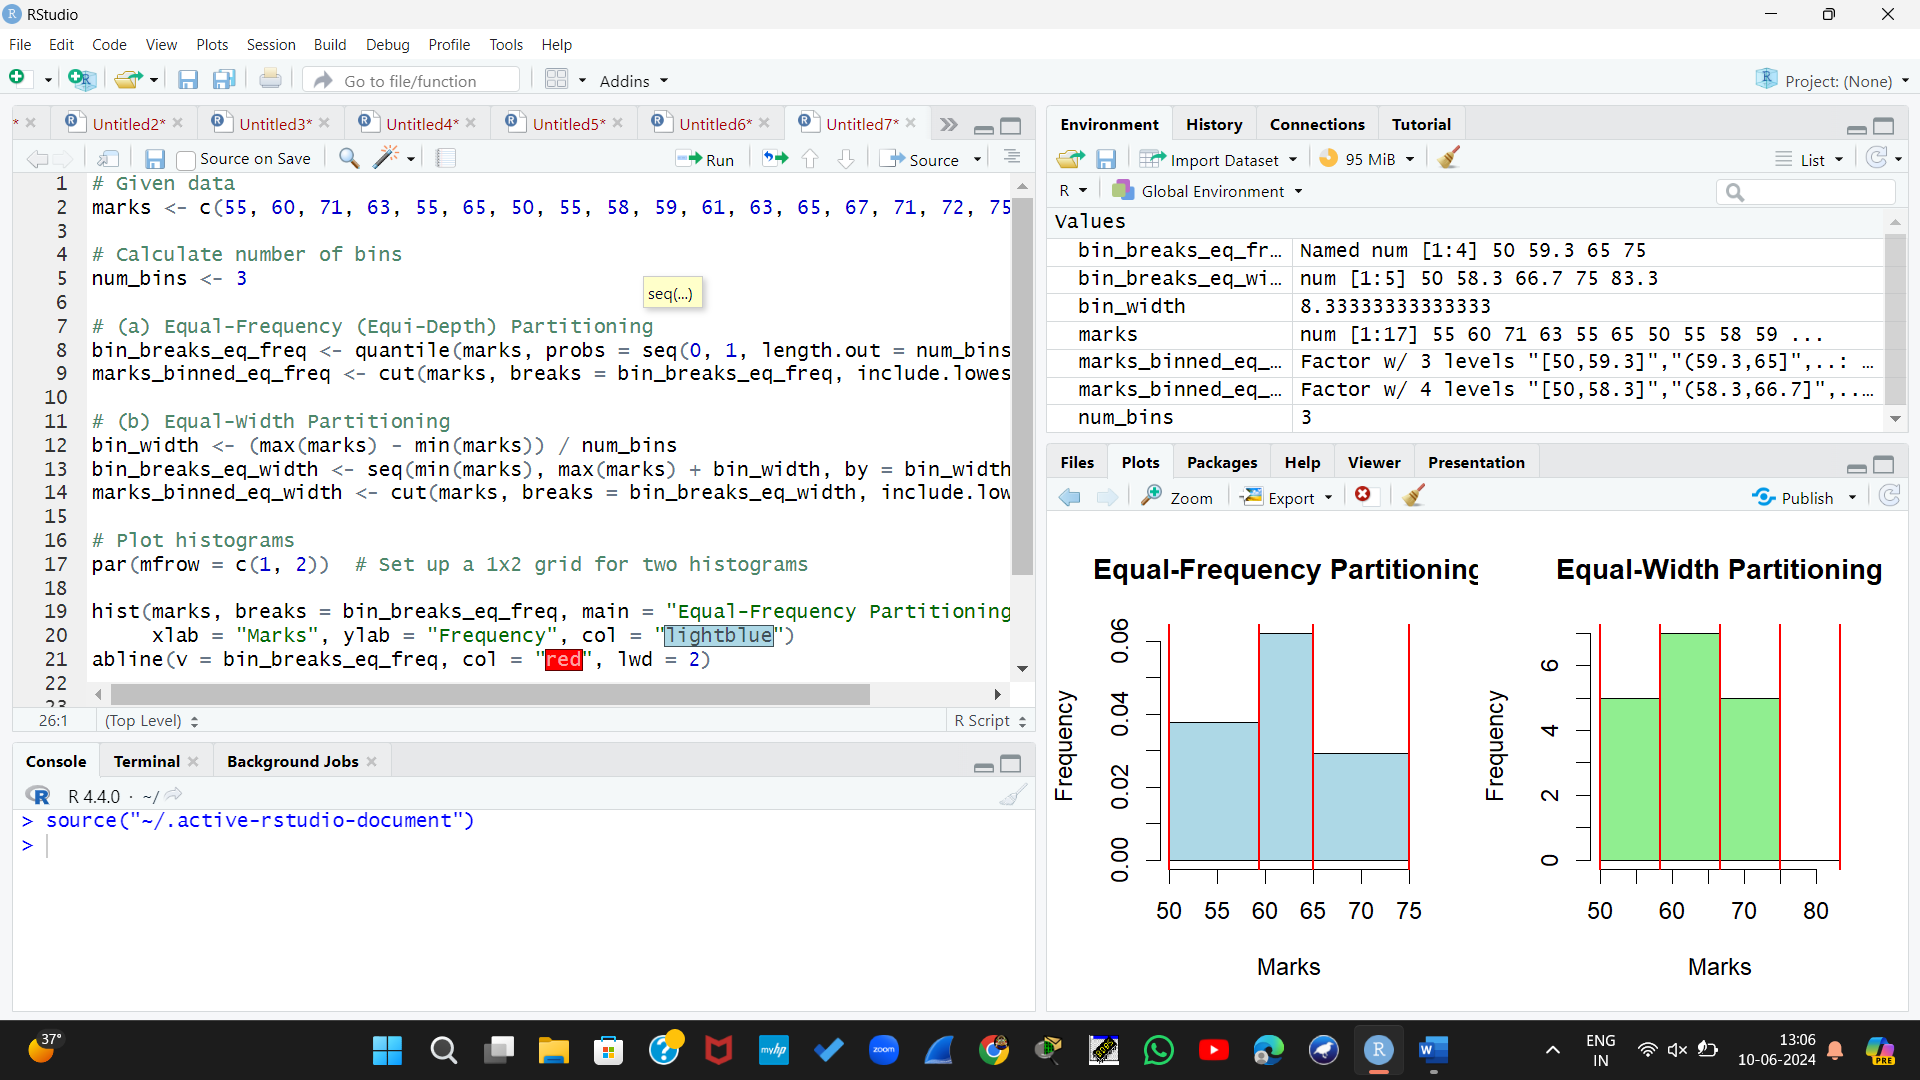 RStudio
File Edit Code View Plots Session Build Debug Profile Tools Help
Go to file/function Addins Project: (None)
* Untitled2* Untitled3* Untitled4* Untitled5* Untitled6* Untitled7*
Source on Save Run Source
1 # Given data
2 marks <- c(55, 60, 71, 63, 55, 65, 50, 55, 58, 59, 61, 63, 65, 67, 71, 72, 75
3
4 # Calculate number of bins
5 num_bins <- 3
seq(...)
6
7 # (a) Equal-Frequency (Equi-Depth) Partitioning
8 bin_breaks_eq_freq <- quantile(marks, probs = seq(0, 1, length.out = num_bins
9 marks_binned_eq_freq <- cut(marks, breaks = bin_breaks_eq_freq, include.lowes
10
11 # (b) Equal-Width Partitioning
12 bin_width <- (max(marks) - min(marks)) / num_bins
13 bin_breaks_eq_width <- seq(min(marks), max(marks) + bin_width, by = bin_width
14 marks_binned_eq_width <- cut(marks, breaks = bin_breaks_eq_width, include.low
15
16 # Plot histograms
17 par(mfrow = c(1, 2))  # Set up a 1x2 grid for two histograms
18
19 hist(marks, breaks = bin_breaks_eq_freq, main = "Equal-Frequency Partitioning
20      xlab = "Marks", ylab = "Frequency", col = "lightblue")
21 abline(v = bin_breaks_eq_freq, col = "red", lwd = 2)
22
23
26:1 (Top Level) R Script
Console Terminal Background Jobs
R 4.4.0 · ~/
> source("~/.active-rstudio-document")
>
Environment History Connections Tutorial
Import Dataset 95 MiB List
R Global Environment
Values
bin_breaks_eq_fr… Named num [1:4] 50 59.3 65 75
bin_breaks_eq_wi… num [1:5] 50 58.3 66.7 75 83.3
bin_width 8.33333333333333
marks num [1:17] 55 60 71 63 55 65 50 55 58 59 ...
marks_binned_eq_… Factor w/ 3 levels "[50,59.3]","(59.3,65]",..: …
marks_binned_eq_… Factor w/ 4 levels "[50,58.3]","(58.3,66.7]",..…
num_bins 3
Files Plots Packages Help Viewer Presentation
Zoom Export Publish
Equal-Frequency Partitioning
Frequency
0.00 0.02 0.04 0.06
50 55 60 65 70 75
Marks
Equal-Width Partitioning
Frequency
0 2 4 6
50 60 70 80
Marks
37°
myhp
zoom
ENG
IN
13:06
10-06-2024
PRE